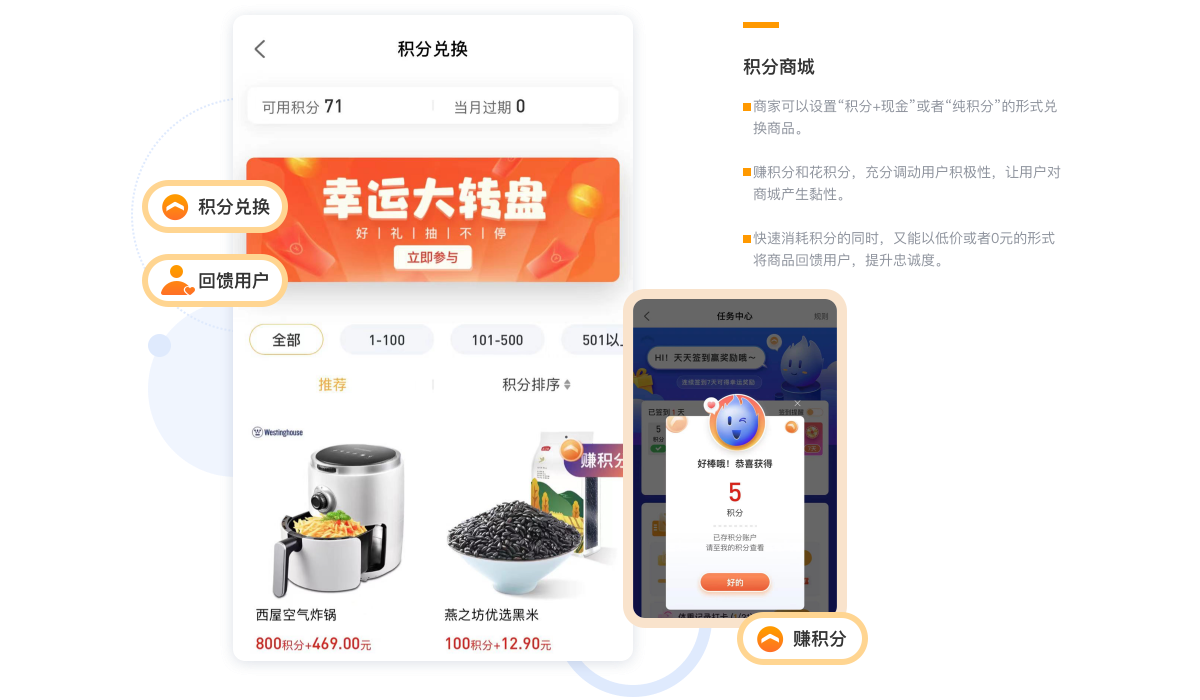 积分兑换
可用积分 71
当月过期 0
幸运大转盘
好 | 礼 | 抽 | 不 | 停
立即参与
积分兑换
回馈用户
全部
1-100
101-500
501以上
推荐
积分排序
Westinghouse
赚积分
西屋空气炸锅
800积分+469.00元
燕之坊优选黑米
100积分+12.90元
积分商城
商家可以设置“积分+现金”或者“纯积分”的形式兑
换商品。
赚积分和花积分，充分调动用户积极性，让用户对
商城产生黏性。
快速消耗积分的同时，又能以低价或者0元的形式
将商品回馈用户，提升忠诚度。
任务中心
规则
HI！天天签到赢奖励哦~
连续签到7天可得幸运奖励
已签到1天
签到提醒
5
积分
好棒哦！恭喜获得
5
积分
已存积分账户
请至我的积分查看
好的
赚积分